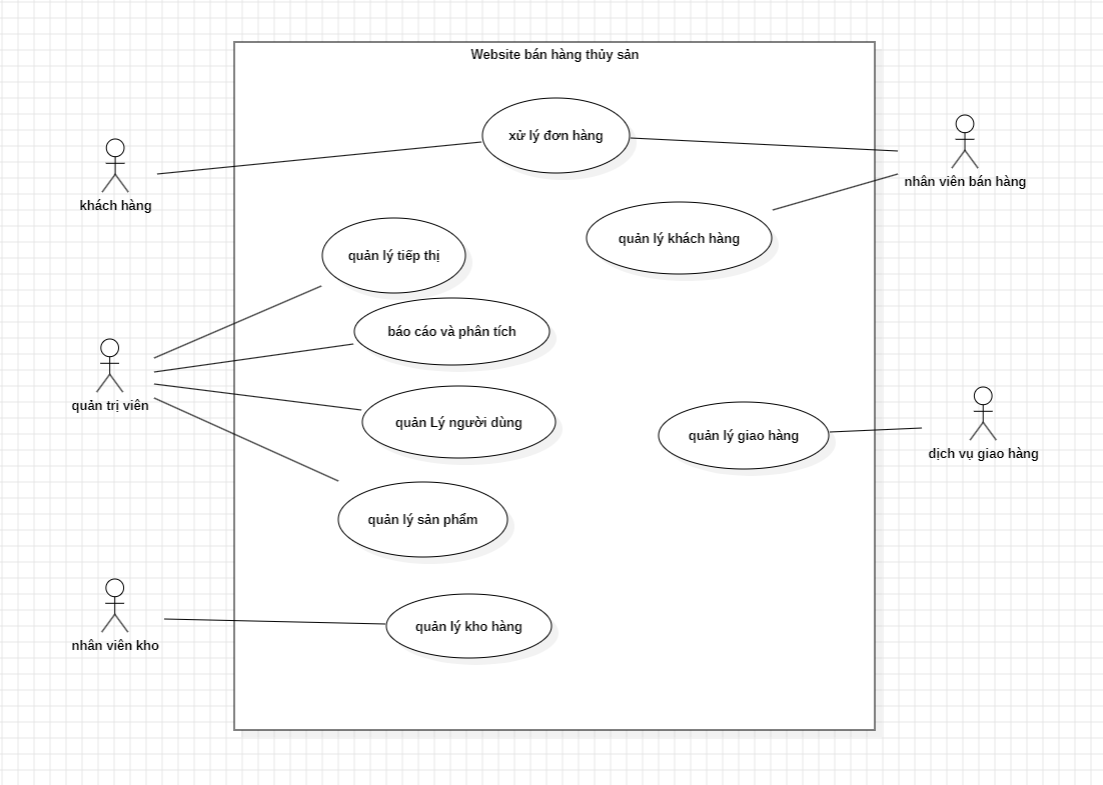 Website bán hàng thủy sản
xử lý đơn hàng
khách hàng
nhân viên bán hàng
quản lý khách hàng
quản lý tiếp thị
báo cáo và phân tích
quản trị viên
quản Lý người dùng
quản lý giao hàng
dịch vụ giao hàng
quản lý sản phẩm
quản lý kho hàng
nhân viên kho